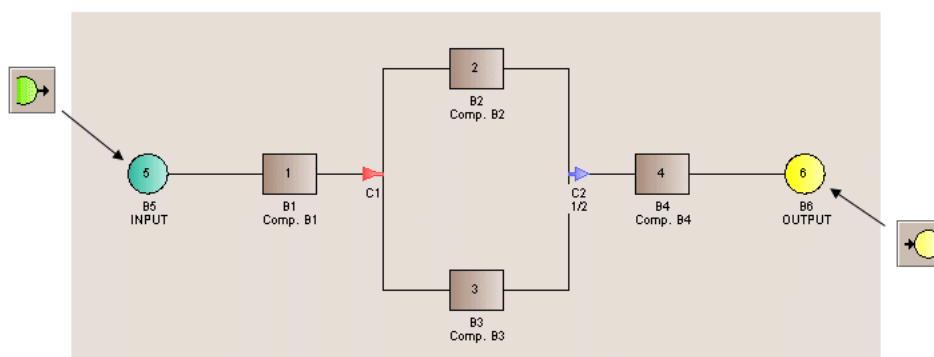 2
B2
Comp. B2
5
B5
INPUT
1
B1
Comp. B1
C1
C2
1/2
4
B4
Comp. B4
6
B6
OUTPUT
3
B3
Comp. B3